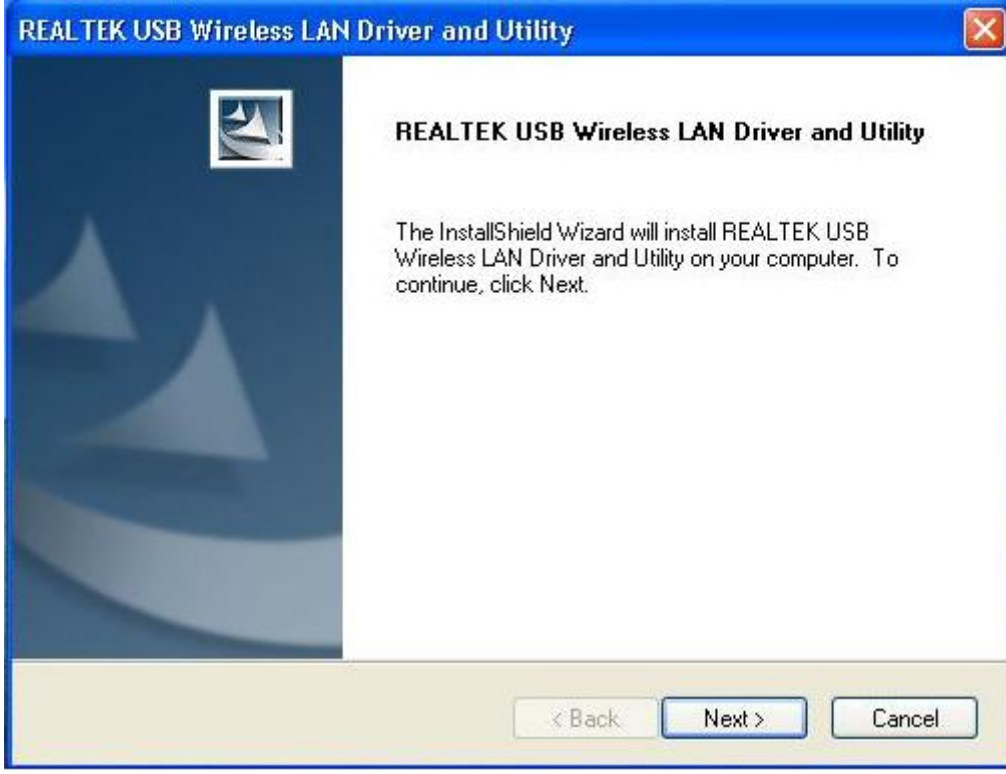 REALTEK USB Wireless LAN Driver and Utility
REALTEK USB Wireless LAN Driver and Utility
The InstallShield Wizard will install REALTEK USB
Wireless LAN Driver and Utility on your computer.  To
continue, click Next.
< Back
Next >
Cancel